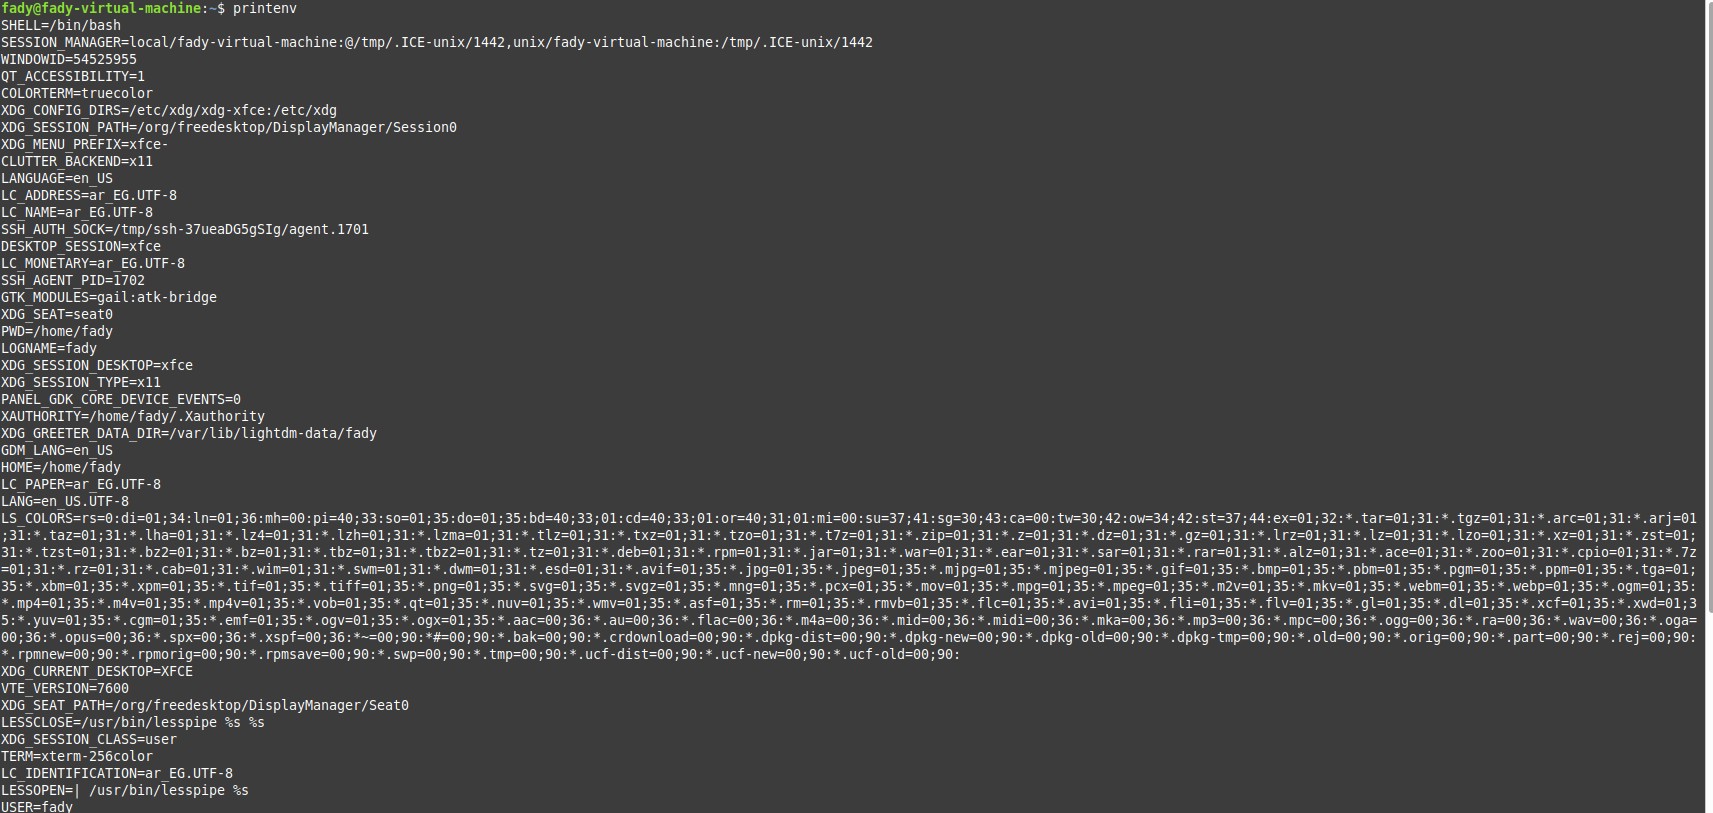 fady@fady-virtual-machine:~$ printenv
SHELL=/bin/bash
SESSION_MANAGER=local/fady-virtual-machine:@/tmp/.ICE-unix/1442,unix/fady-virtual-machine:/tmp/.ICE-unix/1442
WINDOWID=54525955
QT_ACCESSIBILITY=1
COLORTERM=truecolor
XDG_CONFIG_DIRS=/etc/xdg/xdg-xfce:/etc/xdg
XDG_SESSION_PATH=/org/freedesktop/DisplayManager/Session0
XDG_MENU_PREFIX=xfce-
CLUTTER_BACKEND=x11
LANGUAGE=en_US
LC_ADDRESS=ar_EG.UTF-8
LC_NAME=ar_EG.UTF-8
SSH_AUTH_SOCK=/tmp/ssh-37ueaDG5gSIg/agent.1701
DESKTOP_SESSION=xfce
LC_MONETARY=ar_EG.UTF-8
SSH_AGENT_PID=1702
GTK_MODULES=gail:atk-bridge
XDG_SEAT=seat0
PWD=/home/fady
LOGNAME=fady
XDG_SESSION_DESKTOP=xfce
XDG_SESSION_TYPE=x11
PANEL_GDK_CORE_DEVICE_EVENTS=0
XAUTHORITY=/home/fady/.Xauthority
XDG_GREETER_DATA_DIR=/var/lib/lightdm-data/fady
GDM_LANG=en_US
HOME=/home/fady
LC_PAPER=ar_EG.UTF-8
LANG=en_US.UTF-8
LS_COLORS=rs=0:di=01;34:ln=01;36:mh=00:pi=40;33:so=01;35:do=01;35:bd=40;33;01:cd=40;33;01:or=40;31;01:mi=00:su=37;41:sg=30;43:ca=00:tw=30;42:ow=34;42:st=37;44:ex=01;32:*.tar=01;31:*.tgz=01;31:*.arc=01;31:*.arj=01
;31:*.taz=01;31:*.lha=01;31:*.lz4=01;31:*.lzh=01;31:*.lzma=01;31:*.tlz=01;31:*.txz=01;31:*.tzo=01;31:*.t7z=01;31:*.zip=01;31:*.z=01;31:*.dz=01;31:*.gz=01;31:*.lrz=01;31:*.lz=01;31:*.lzo=01;31:*.xz=01;31:*.zst=01;
31:*.tzst=01;31:*.bz2=01;31:*.bz=01;31:*.tbz=01;31:*.tbz2=01;31:*.tz=01;31:*.deb=01;31:*.rpm=01;31:*.jar=01;31:*.war=01;31:*.ear=01;31:*.sar=01;31:*.rar=01;31:*.alz=01;31:*.ace=01;31:*.zoo=01;31:*.cpio=01;31:*.7z
=01;31:*.rz=01;31:*.cab=01;31:*.wim=01;31:*.swm=01;31:*.dwm=01;31:*.esd=01;31:*.avif=01;35:*.jpg=01;35:*.jpeg=01;35:*.mjpg=01;35:*.mjpeg=01;35:*.gif=01;35:*.bmp=01;35:*.pbm=01;35:*.pgm=01;35:*.ppm=01;35:*.tga=01;
35:*.xbm=01;35:*.xpm=01;35:*.tif=01;35:*.tiff=01;35:*.png=01;35:*.svg=01;35:*.svgz=01;35:*.mng=01;35:*.pcx=01;35:*.mov=01;35:*.mpg=01;35:*.mpeg=01;35:*.m2v=01;35:*.mkv=01;35:*.webm=01;35:*.webp=01;35:*.ogm=01;35:
*.mp4=01;35:*.m4v=01;35:*.mp4v=01;35:*.vob=01;35:*.qt=01;35:*.nuv=01;35:*.wmv=01;35:*.asf=01;35:*.rm=01;35:*.rmvb=01;35:*.flc=01;35:*.avi=01;35:*.fli=01;35:*.flv=01;35:*.gl=01;35:*.dl=01;35:*.xcf=01;35:*.xwd=01;3
5:*.yuv=01;35:*.cgm=01;35:*.emf=01;35:*.ogv=01;35:*.ogx=01;35:*.aac=00;36:*.au=00;36:*.flac=00;36:*.m4a=00;36:*.mid=00;36:*.midi=00;36:*.mka=00;36:*.mp3=00;36:*.mpc=00;36:*.ogg=00;36:*.ra=00;36:*.wav=00;36:*.oga=
00;36:*.opus=00;36:*.spx=00;36:*.xspf=00;36:*~=00;90:*#=00;90:*.bak=00;90:*.crdownload=00;90:*.dpkg-dist=00;90:*.dpkg-new=00;90:*.dpkg-old=00;90:*.dpkg-tmp=00;90:*.old=00;90:*.orig=00;90:*.part=00;90:*.rej=00;90:
*.rpmnew=00;90:*.rpmorig=00;90:*.rpmsave=00;90:*.swp=00;90:*.tmp=00;90:*.ucf-dist=00;90:*.ucf-new=00;90:*.ucf-old=00;90:
XDG_CURRENT_DESKTOP=XFCE
VTE_VERSION=7600
XDG_SEAT_PATH=/org/freedesktop/DisplayManager/Seat0
LESSCLOSE=/usr/bin/lesspipe %s %s
XDG_SESSION_CLASS=user
TERM=xterm-256color
LC_IDENTIFICATION=ar_EG.UTF-8
LESSOPEN=| /usr/bin/lesspipe %s
USER=fady